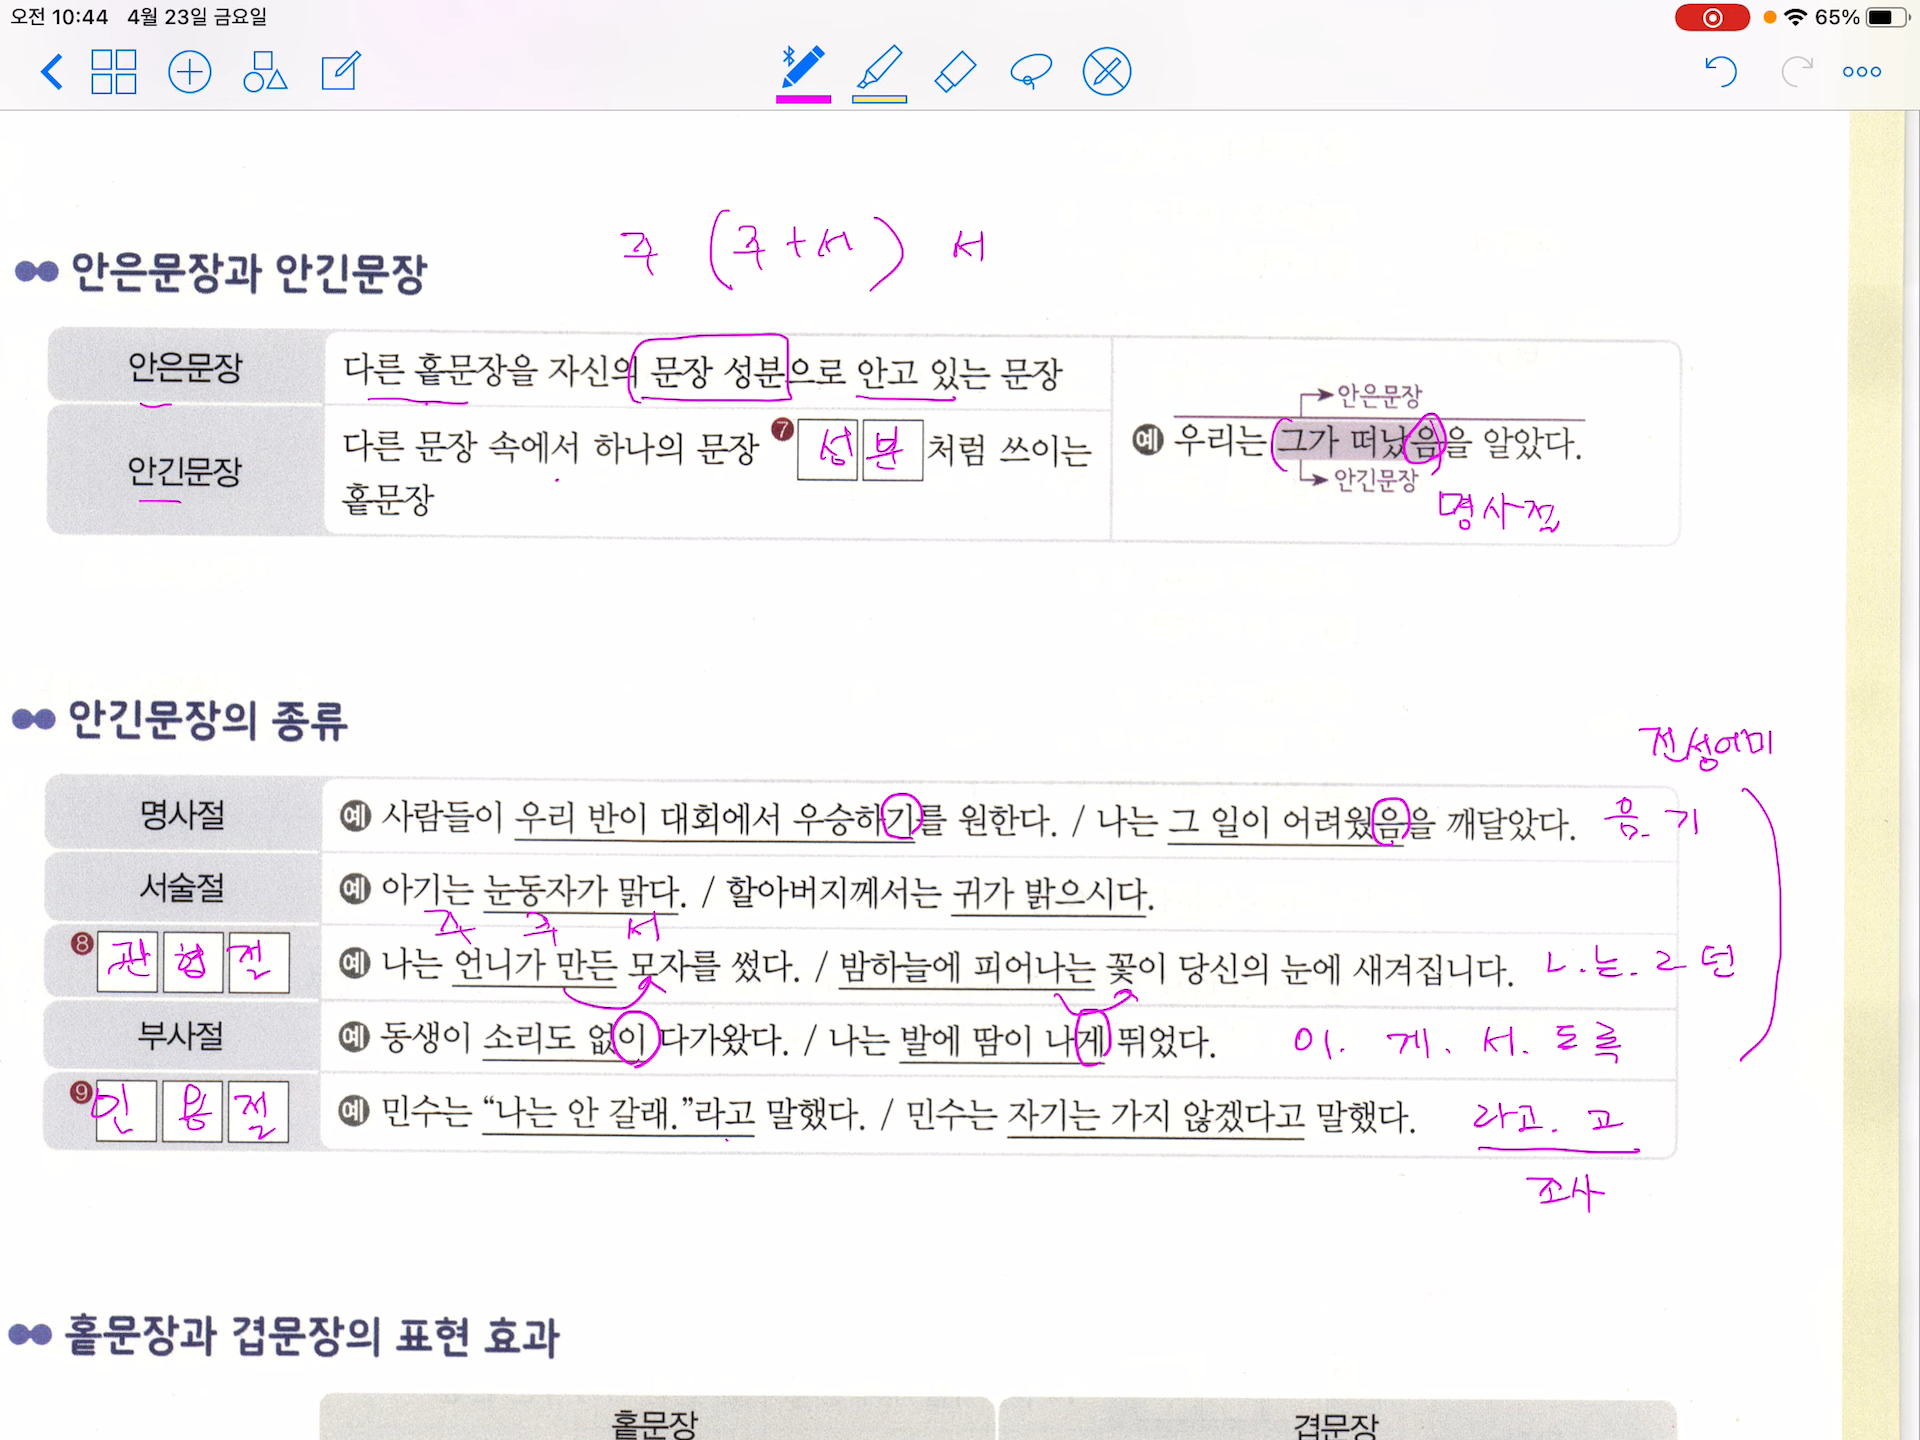 오전 10:44 4월 23일 금요일
65%
주 (주+서) 서
안은문장과 안긴문장
안은문장
다른 홑문장을 자신의 문장 성분으로 안고 있는 문장
안긴문장
다른 문장 속에서 하나의 문장 ❼ 성분처럼 쓰이는
홑문장
안은문장
예 우리는 그가 떠났음을 알았다.
안긴문장
명사절
안긴문장의 종류
전성어미
명사절
예 사람들이 우리 반이 대회에서 우승하기를 원한다. / 나는 그 일이 어려웠음을 깨달았다. 음. 기
서술절
예 아기는 눈동자가 맑다. / 할아버지께서는 귀가 밝으시다.
주 주 서
❽ 관형절
예 나는 언니가 만든 모자를 썼다. / 밤하늘에 피어나는 꽃이 당신의 눈에 새겨집니다. ㄴ.는.ㄹ 던
부사절
예 동생이 소리도 없이 다가왔다. / 나는 발에 땀이 나게 뛰었다. 이. 게. 서. 도록
❾ 인용절
예 민수는 “나는 안 갈래.”라고 말했다. / 민수는 자기는 가지 않겠다고 말했다. 라고. 고
조사
홑문장과 겹문장의 표현 효과
홑문장 겹문장